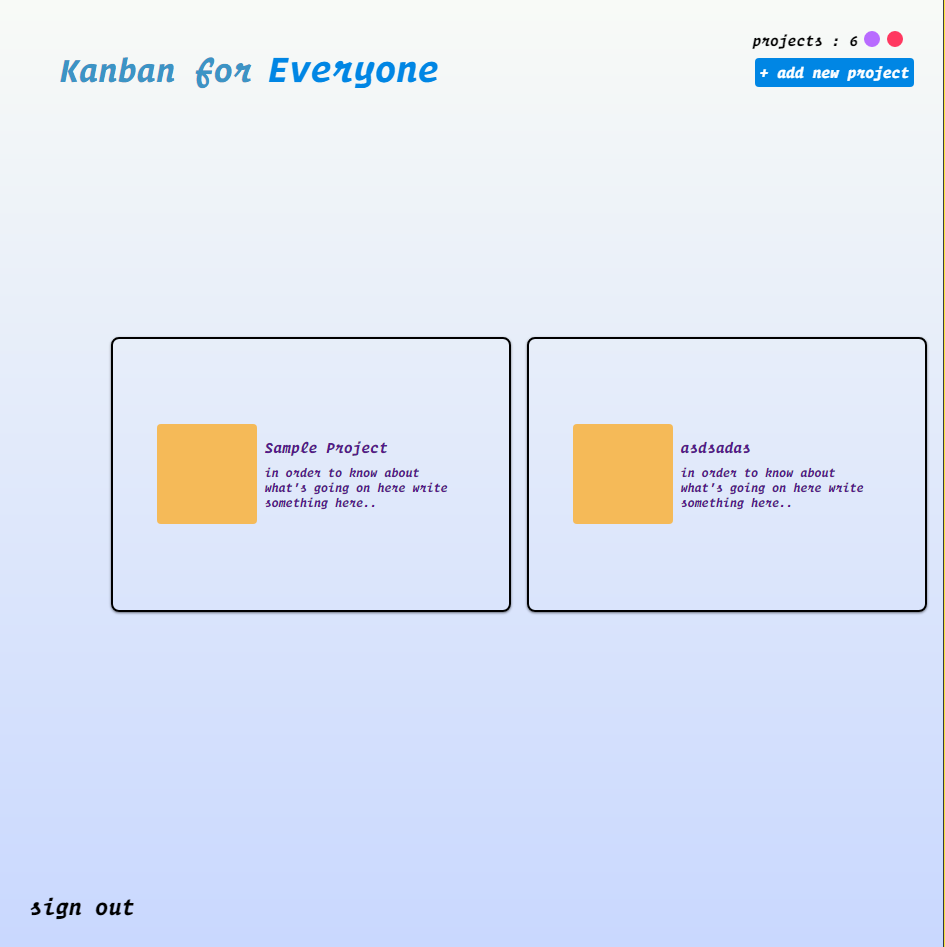 projects : 6
Kanban for Everyone
+ add new project
Sample Project
in order to know about
what's going on here write
something here..
asdsadas
in order to know about
what's going on here write
something here..
sign out